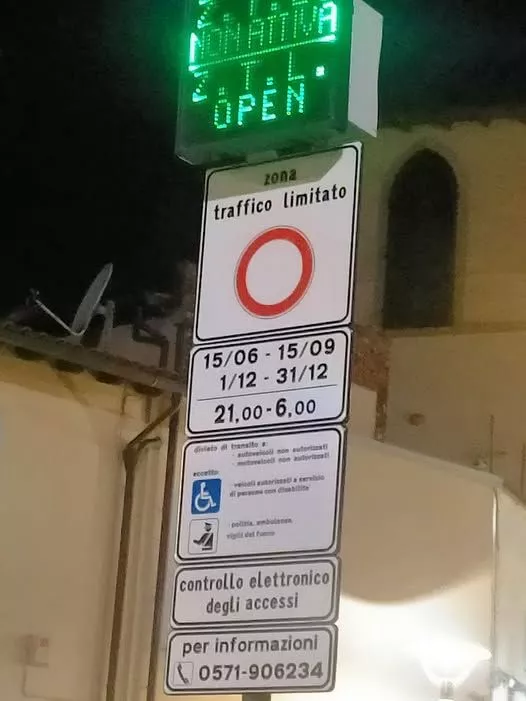 Z.T.L.
NON ATTIVA
Z.T.L.
OPEN
zona
traffico limitato
15/06 - 15/09
1/12 - 31/12
21,00-6,00
divieto di transito a:
- autoveicoli non autorizzati
- motoveicoli non autorizzati
eccetto:
- veicoli autorizzati a servizio
di persone con disabilità
- polizia, ambulanze,
vigili del fuoco
controllo elettronico
degli accessi
per informazioni
0571-906234